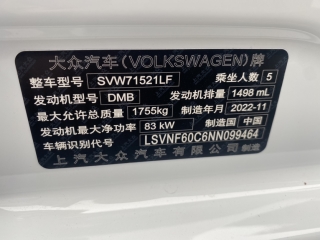 大众汽车(VOLKSWAGEN)牌
整车型号 SVW71521LF 乘坐人数 5
发动机型号 DMB 发动机排量 1498 mL
最大允许总质量 1755kg 制造年月 2022-11
发动机最大净功率 83 kW 制造国 中国
车辆识别代号 LSVNF60C6NN099464
上汽大众汽车有限公司 制造